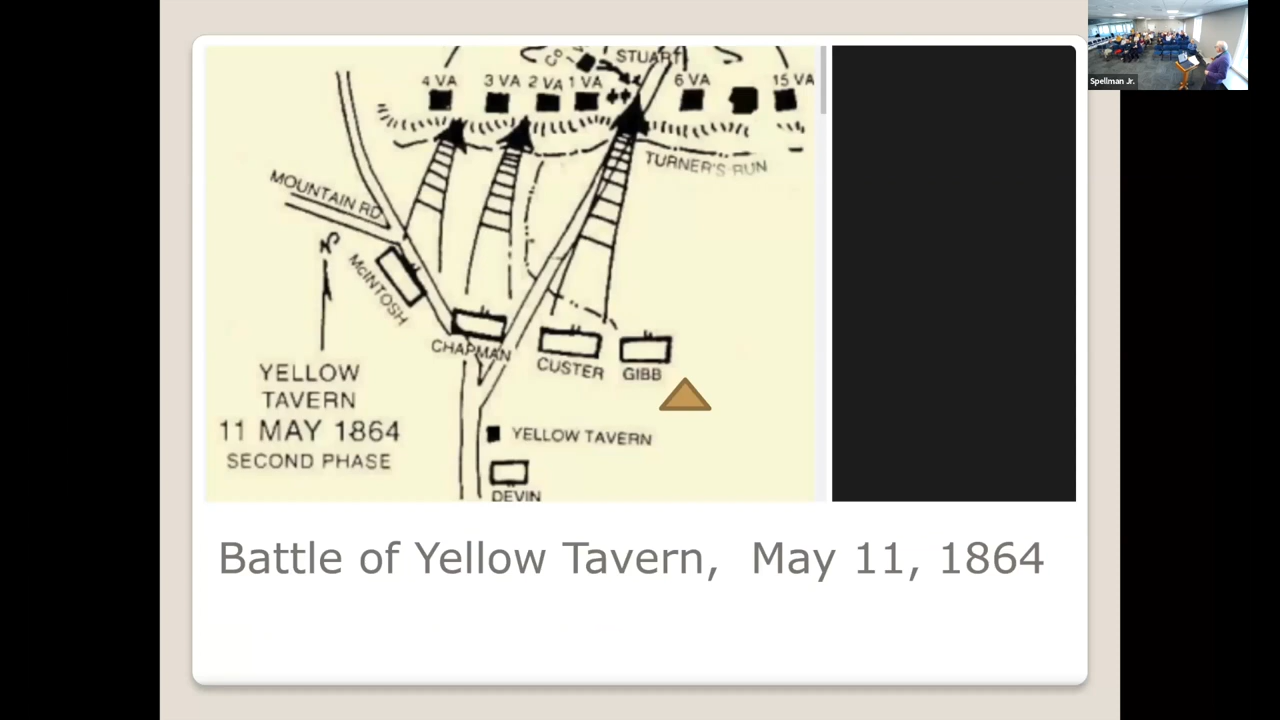 STUART
4 VA
3 VA
2 VA
1 VA
6 VA
15 VA
TURNER'S RUN
MOUNTAIN RD
McINTOSH
CHAPMAN
CUSTER
GIBB
YELLOW
TAVERN
11 MAY 1864
SECOND PHASE
YELLOW TAVERN
DEVIN
Battle of Yellow Tavern, May 11, 1864
Spellman Jr.